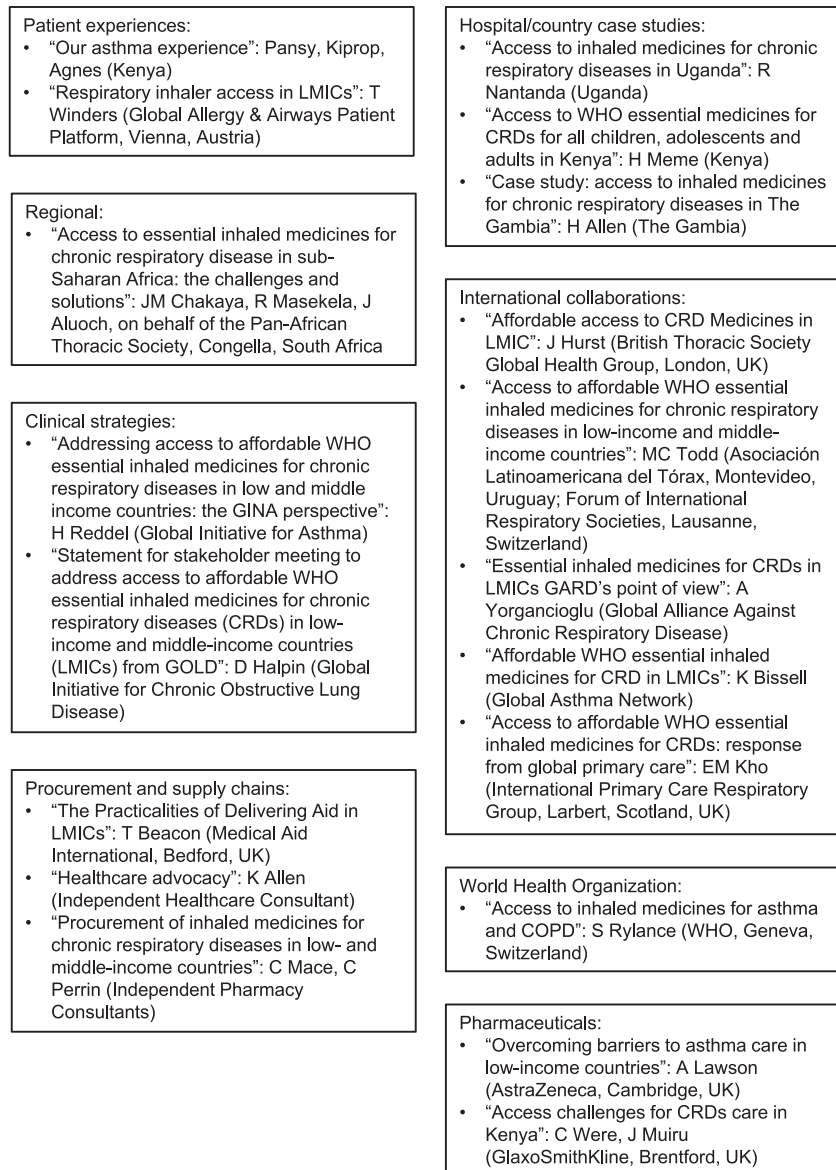 Patient experiences:
• “Our asthma experience”: Pansy, Kiprop,
Agnes (Kenya)
• “Respiratory inhaler access in LMICs”: T
Winders (Global Allergy & Airways Patient
Platform, Vienna, Austria)
Regional:
• “Access to essential inhaled medicines for
chronic respiratory disease in sub-
Saharan Africa: the challenges and
solutions”: JM Chakaya, R Masekela, J
Aluoch, on behalf of the Pan-African
Thoracic Society, Congella, South Africa
Clinical strategies:
• “Addressing access to affordable WHO
essential inhaled medicines for chronic
respiratory diseases in low and middle
income countries: the GINA perspective”:
H Reddel (Global Initiative for Asthma)
• “Statement for stakeholder meeting to
address access to affordable WHO
essential inhaled medicines for chronic
respiratory diseases (CRDs) in low-
income and middle-income countries
(LMICs) from GOLD”: D Halpin (Global
Initiative for Chronic Obstructive Lung
Disease)
Procurement and supply chains:
• “The Practicalities of Delivering Aid in
LMICs”: T Beacon (Medical Aid
International, Bedford, UK)
• “Healthcare advocacy”: K Allen
(Independent Healthcare Consultant)
• “Procurement of inhaled medicines for
chronic respiratory diseases in low- and
middle-income countries”: C Mace, C
Perrin (Independent Pharmacy
Consultants)
Hospital/country case studies:
• “Access to inhaled medicines for chronic
respiratory diseases in Uganda”: R
Nantanda (Uganda)
• “Access to WHO essential medicines for
CRDs for all children, adolescents and
adults in Kenya”: H Meme (Kenya)
• “Case study: access to inhaled medicines
for chronic respiratory diseases in The
Gambia”: H Allen (The Gambia)
International collaborations:
• “Affordable access to CRD Medicines in
LMIC”: J Hurst (British Thoracic Society
Global Health Group, London, UK)
• “Access to affordable WHO essential
inhaled medicines for chronic respiratory
diseases in low-income and middle-
income countries”: MC Todd (Asociación
Latinoamericana del Tórax, Montevideo,
Uruguay; Forum of International
Respiratory Societies, Lausanne,
Switzerland)
• “Essential inhaled medicines for CRDs in
LMICs GARD’s point of view”: A
Yorgancioglu (Global Alliance Against
Chronic Respiratory Disease)
• “Affordable WHO essential inhaled
medicines for CRD in LMICs”: K Bissell
(Global Asthma Network)
• “Access to affordable WHO essential
inhaled medicines for CRDs: response
from global primary care”: EM Kho
(International Primary Care Respiratory
Group, Larbert, Scotland, UK)
World Health Organization:
• “Access to inhaled medicines for asthma
and COPD”: S Rylance (WHO, Geneva,
Switzerland)
Pharmaceuticals:
• “Overcoming barriers to asthma care in
low-income countries”: A Lawson
(AstraZeneca, Cambridge, UK)
• “Access challenges for CRDs care in
Kenya”: C Were, J Muiru
(GlaxoSmithKline, Brentford, UK)